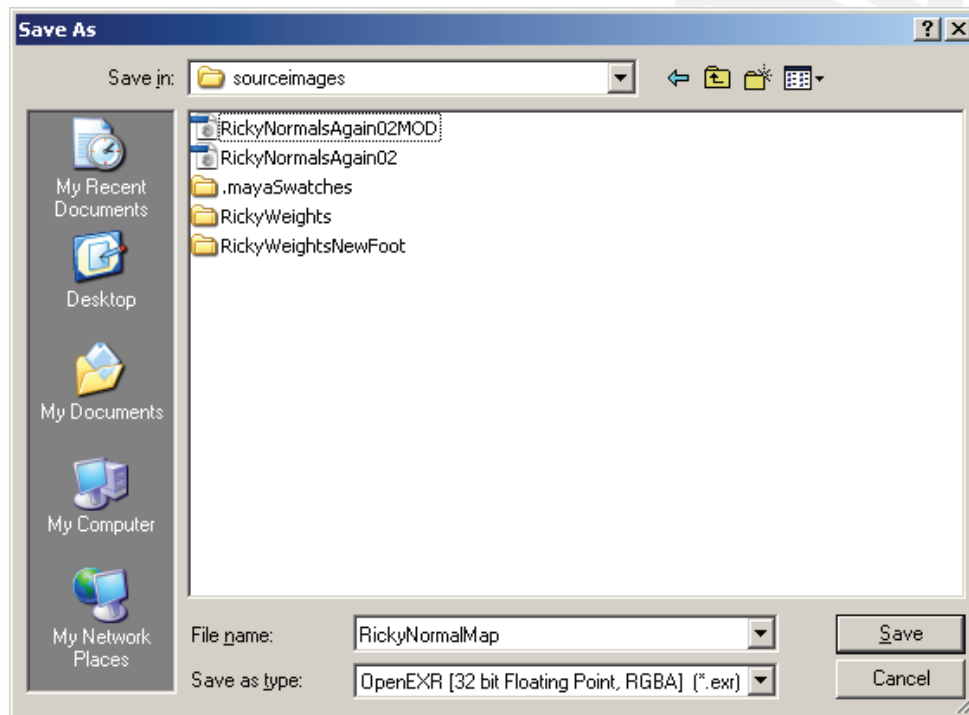 Save As
Save in: sourceimages
My Recent
Documents
Desktop
My Documents
My Computer
My Network
Places
RickyNormalsAgain02MOD
RickyNormalsAgain02
.mayaSwatches
RickyWeights
RickyWeightsNewFoot
File name: RickyNormalMap Save
Save as type: OpenEXR [32 bit Floating Point, RGBA] (*.exr) Cancel